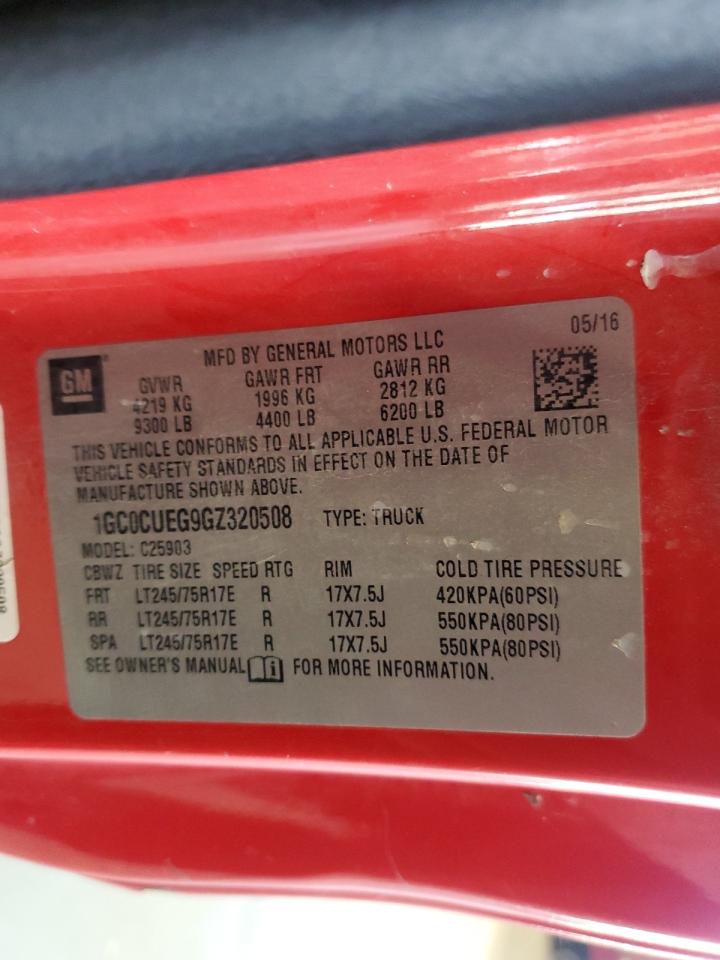 05/16
MFD BY GENERAL MOTORS LLC
GM
GVWR GAWR FRT GAWR RR
4219 KG 1996 KG 2812 KG
9300 LB 4400 LB 6200 LB
THIS VEHICLE CONFORMS TO ALL APPLICABLE U.S. FEDERAL MOTOR
VEHICLE SAFETY STANDARDS IN EFFECT ON THE DATE OF
MANUFACTURE SHOWN ABOVE.
1GC0CUEG9GZ320508 TYPE: TRUCK
MODEL: C25903
CBWZ TIRE SIZE SPEED RTG RIM COLD TIRE PRESSURE
FRT LT245/75R17E R 17X7.5J 420KPA(60PSI)
RR LT245/75R17E R 17X7.5J 550KPA(80PSI)
SPA LT245/75R17E R 17X7.5J 550KPA(80PSI)
SEE OWNER'S MANUAL i FOR MORE INFORMATION.